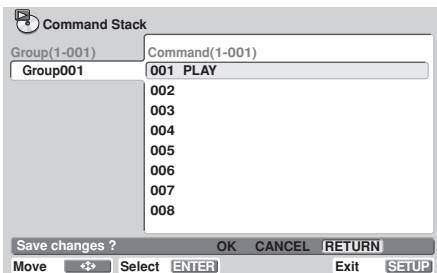 Command Stack
Group(1-001) Command(1-001)
Group001 001 PLAY
002
003
004
005
006
007
008
Save changes ? OK CANCEL RETURN
Move Select ENTER Exit SETUP